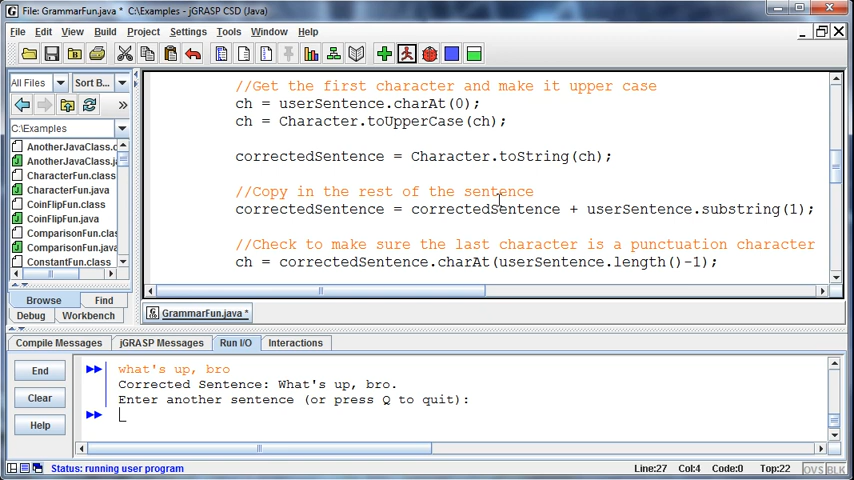 File: GrammarFun.java * C:\Examples - jGRASP CSD (Java)
File Edit View Build Project Settings Tools Window Help
All Files Sort B...
C:\Examples
AnotherJavaClass.c
AnotherJavaClass.j
CharacterFun.class
CharacterFun.java
CoinFlipFun.class
CoinFlipFun.java
ComparisonFun.clas
ComparisonFun.java
ConstantFun.class
Browse Find
Debug Workbench
//Get the first character and make it upper case
ch = userSentence.charAt(0);
ch = Character.toUpperCase(ch);
correctedSentence = Character.toString(ch);
//Copy in the rest of the sentence
correctedSentence = correctedSentence + userSentence.substring(1);
//Check to make sure the last character is a punctuation character
ch = correctedSentence.charAt(userSentence.length()-1);
GrammarFun.java *
Compile Messages jGRASP Messages Run I/O Interactions
End
Clear
Help
what's up, bro
Corrected Sentence: What's up, bro.
Enter another sentence (or press Q to quit):
Status: running user program Line:27 Col:4 Code:0 Top:22 OVS BLK